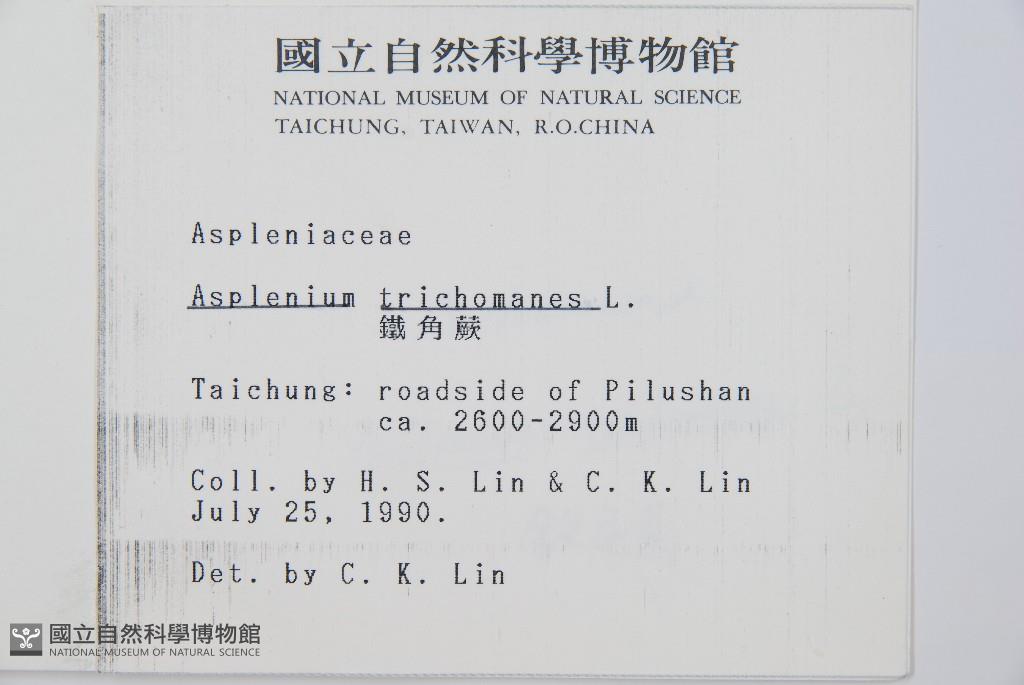 國立自然科學博物館
NATIONAL MUSEUM OF NATURAL SCIENCE
TAICHUNG, TAIWAN, R.O.CHINA
Aspleniaceae
Asplenium trichomanes L.
鐵角蕨
Taichung: roadside of Pilushan
ca. 2600-2900m
Coll. by H. S. Lin & C. K. Lin
July 25, 1990.
Det. by C. K. Lin
國立自然科學博物館
NATIONAL MUSEUM OF NATURAL SCIENCE